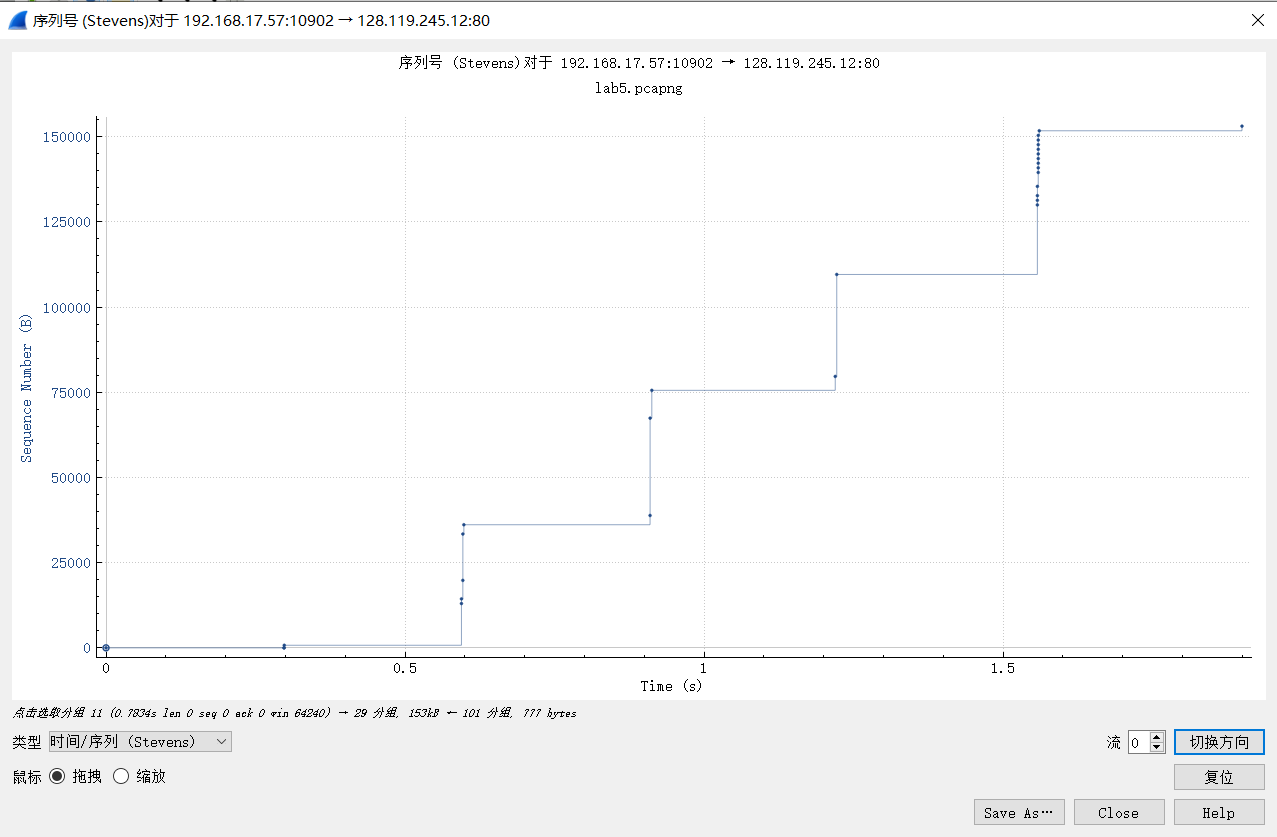 序列号 (Stevens)对于 192.168.17.57:10902 → 128.119.245.12:80
序列号 (Stevens)对于 192.168.17.57:10902 → 128.119.245.12:80
lab5.pcapng
150000
125000
100000
75000
50000
25000
0
Sequence Number (B)
0 0.5 1 1.5
Time (s)
点击选取分组 11 (0.7834s len 0 seq 0 ack 0 win 64240) → 29 分组, 153kB ← 101 分组, 777 bytes
类型 时间/序列 (Stevens) 流 0 切换方向
鼠标 拖拽 缩放 复位
Save As… Close Help